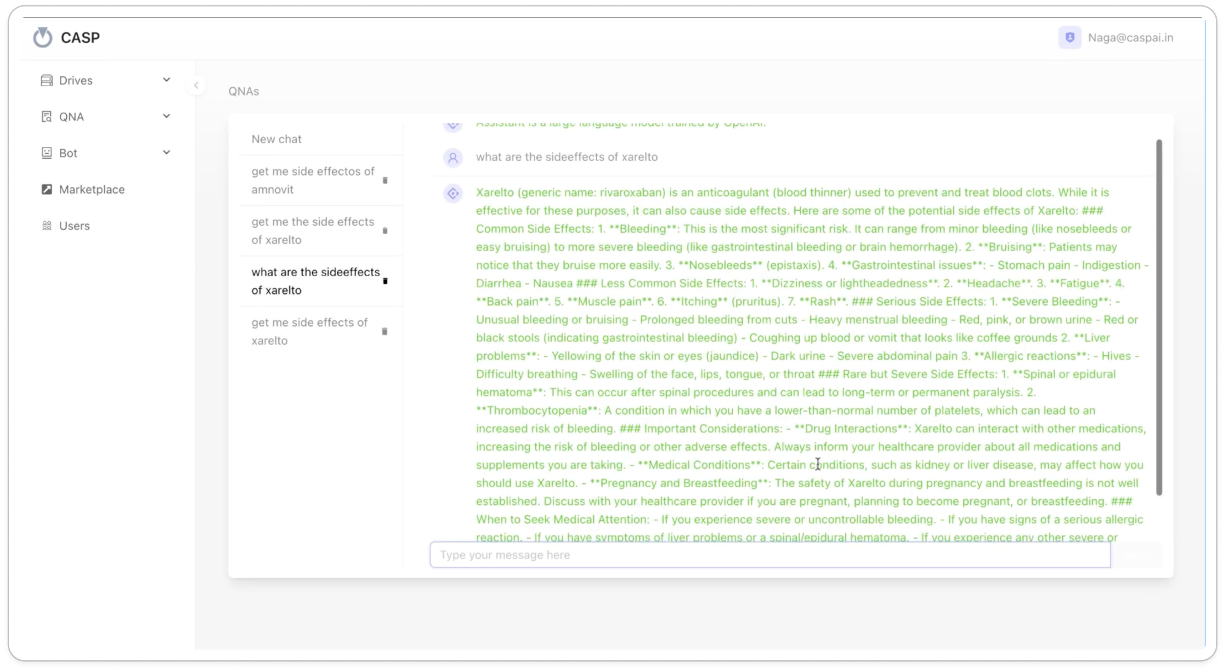 CASP
Naga@caspai.in
Drives
QNA
Bot
Marketplace
Users
QNAs
New chat
get me side effectos of
amnovit
get me the side effects
of xarelto
what are the sideeffects
of xarelto
get me side effects of
xarelto
Assistant is a large language model trained by OpenAI.
what are the sideeffects of xarelto
Xarelto (generic name: rivaroxaban) is an anticoagulant (blood thinner) used to prevent and treat blood clots. While it is
effective for these purposes, it can also cause side effects. Here are some of the potential side effects of Xarelto: ###
Common Side Effects: 1. **Bleeding**: This is the most significant risk. It can range from minor bleeding (like nosebleeds or
easy bruising) to more severe bleeding (like gastrointestinal bleeding or brain hemorrhage). 2. **Bruising**: Patients may
notice that they bruise more easily. 3. **Nosebleeds** (epistaxis). 4. **Gastrointestinal issues**: - Stomach pain - Indigestion -
Diarrhea - Nausea ### Less Common Side Effects: 1. **Dizziness or lightheadedness**. 2. **Headache**. 3. **Fatigue**. 4.
**Back pain**. 5. **Muscle pain**. 6. **Itching** (pruritus). 7. **Rash**. ### Serious Side Effects: 1. **Severe Bleeding**: -
Unusual bleeding or bruising - Prolonged bleeding from cuts - Heavy menstrual bleeding - Red, pink, or brown urine - Red or
black stools (indicating gastrointestinal bleeding) - Coughing up blood or vomit that looks like coffee grounds 2. **Liver
problems**: - Yellowing of the skin or eyes (jaundice) - Dark urine - Severe abdominal pain 3. **Allergic reactions**: - Hives -
Difficulty breathing - Swelling of the face, lips, tongue, or throat ### Rare but Severe Side Effects: 1. **Spinal or epidural
hematoma**: This can occur after spinal procedures and can lead to long-term or permanent paralysis. 2.
**Thrombocytopenia**: A condition in which you have a lower-than-normal number of platelets, which can lead to an
increased risk of bleeding. ### Important Considerations: - **Drug Interactions**: Xarelto can interact with other medications,
increasing the risk of bleeding or other adverse effects. Always inform your healthcare provider about all medications and
supplements you are taking. - **Medical Conditions**: Certain conditions, such as kidney or liver disease, may affect how you
should use Xarelto. - **Pregnancy and Breastfeeding**: The safety of Xarelto during pregnancy and breastfeeding is not well
established. Discuss with your healthcare provider if you are pregnant, planning to become pregnant, or breastfeeding. ###
When to Seek Medical Attention: - If you experience severe or uncontrollable bleeding. - If you have signs of a serious allergic
reaction. - If you have symptoms of liver problems or a spinal/epidural hematoma. - If you experience any other severe or
Type your message here